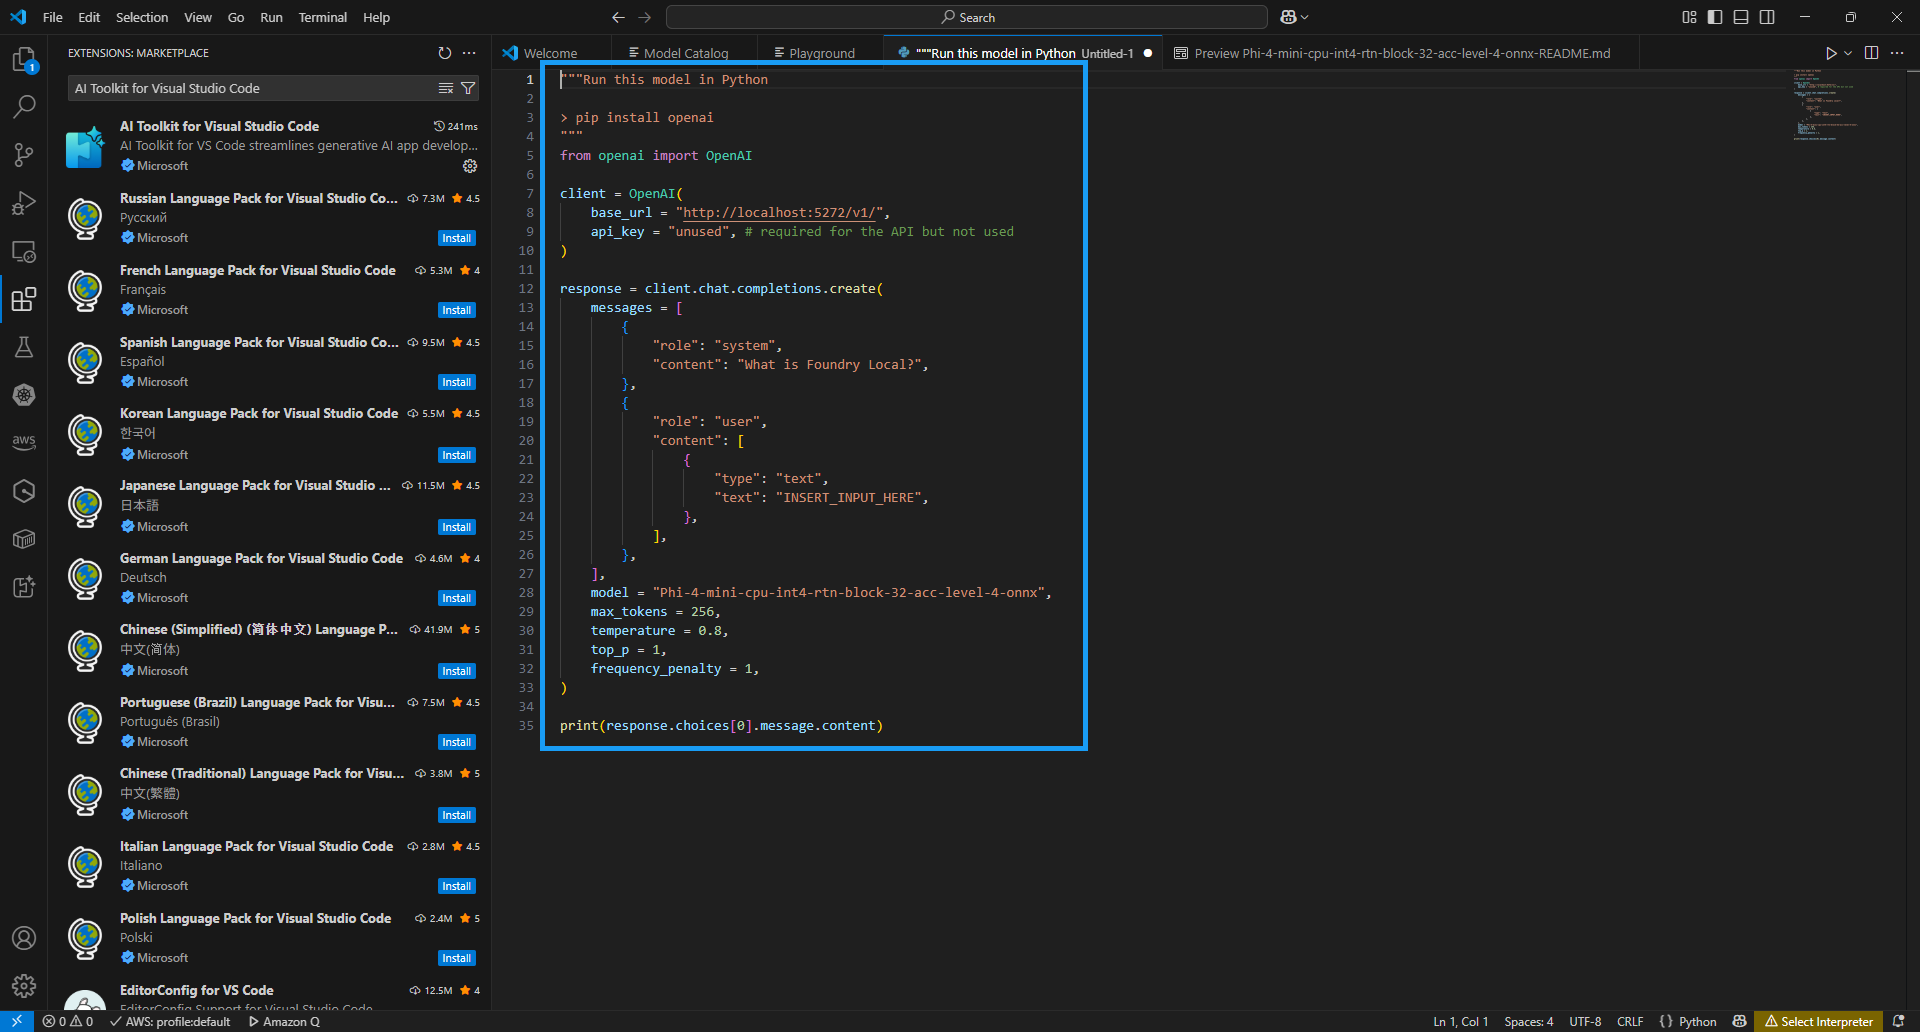 File Edit Selection View Go Run Terminal Help
Search
EXTENSIONS: MARKETPLACE
AI Toolkit for Visual Studio Code
AI Toolkit for Visual Studio Code 241ms
AI Toolkit for VS Code streamlines generative AI app develop...
Microsoft
Russian Language Pack for Visual Studio Co... 7.3M 4.5
Русский
Microsoft Install
French Language Pack for Visual Studio Code 5.3M 4
Français
Microsoft Install
Spanish Language Pack for Visual Studio Co... 9.5M 4.5
Español
Microsoft Install
Korean Language Pack for Visual Studio Code 5.5M 4.5
한국어
Microsoft Install
Japanese Language Pack for Visual Studio ... 11.5M 4.5
日本語
Microsoft Install
German Language Pack for Visual Studio Code 4.6M 4
Deutsch
Microsoft Install
Chinese (Simplified) (简体中文) Language P... 41.9M 5
中文(简体)
Microsoft Install
Portuguese (Brazil) Language Pack for Visu... 7.5M 4.5
Português (Brasil)
Microsoft Install
Chinese (Traditional) Language Pack for Visu... 3.8M 5
中文(繁體)
Microsoft Install
Italian Language Pack for Visual Studio Code 2.8M 4.5
Italiano
Microsoft Install
Polish Language Pack for Visual Studio Code 2.4M 5
Polski
Microsoft Install
EditorConfig for VS Code 12.5M 4
EditorConfig Support for Visual Studio Code
1
aws
Welcome Model Catalog Playground """Run this model in Python Untitled-1 Preview Phi-4-mini-cpu-int4-rtn-block-32-acc-level-4-onnx-README.md
1 """Run this model in Python
2
3 > pip install openai
4 """
5 from openai import OpenAI
6
7 client = OpenAI(
8 base_url = "http://localhost:5272/v1/",
9 api_key = "unused", # required for the API but not used
10 )
11
12 response = client.chat.completions.create(
13 messages = [
14 {
15 "role": "system",
16 "content": "What is Foundry Local?",
17 },
18 {
19 "role": "user",
20 "content": [
21 {
22 "type": "text",
23 "text": "INSERT_INPUT_HERE",
24 },
25 ],
26 },
27 ],
28 model = "Phi-4-mini-cpu-int4-rtn-block-32-acc-level-4-onnx",
29 max_tokens = 256,
30 temperature = 0.8,
31 top_p = 1,
32 frequency_penalty = 1,
33 )
34
35 print(response.choices[0].message.content)
0 0 AWS: profile:default Amazon Q Ln 1, Col 1 Spaces: 4 UTF-8 CRLF {} Python Select Interpreter